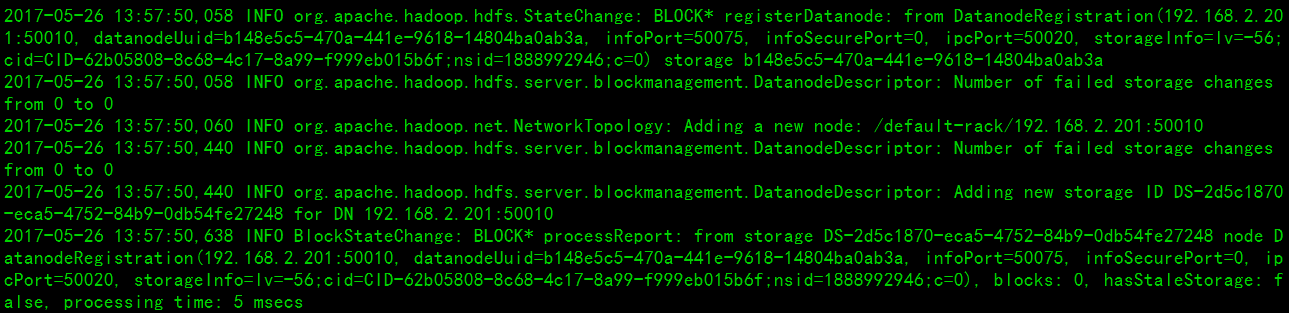 2017-05-26 13:57:50,058 INFO org.apache.hadoop.hdfs.StateChange: BLOCK* registerDatanode: from DatanodeRegistration(192.168.2.20
1:50010, datanodeUuid=b148e5c5-470a-441e-9618-14804ba0ab3a, infoPort=50075, infoSecurePort=0, ipcPort=50020, storageInfo=lv=-56;
cid=CID-62b05808-8c68-4c17-8a99-f999eb015b6f;nsid=1888992946;c=0) storage b148e5c5-470a-441e-9618-14804ba0ab3a
2017-05-26 13:57:50,058 INFO org.apache.hadoop.hdfs.server.blockmanagement.DatanodeDescriptor: Number of failed storage changes
from 0 to 0
2017-05-26 13:57:50,060 INFO org.apache.hadoop.net.NetworkTopology: Adding a new node: /default-rack/192.168.2.201:50010
2017-05-26 13:57:50,440 INFO org.apache.hadoop.hdfs.server.blockmanagement.DatanodeDescriptor: Number of failed storage changes
from 0 to 0
2017-05-26 13:57:50,440 INFO org.apache.hadoop.hdfs.server.blockmanagement.DatanodeDescriptor: Adding new storage ID DS-2d5c1870
-eca5-4752-84b9-0db54fe27248 for DN 192.168.2.201:50010
2017-05-26 13:57:50,638 INFO BlockStateChange: BLOCK* processReport: from storage DS-2d5c1870-eca5-4752-84b9-0db54fe27248 node D
atanodeRegistration(192.168.2.201:50010, datanodeUuid=b148e5c5-470a-441e-9618-14804ba0ab3a, infoPort=50075, infoSecurePort=0, ip
cPort=50020, storageInfo=lv=-56;cid=CID-62b05808-8c68-4c17-8a99-f999eb015b6f;nsid=1888992946;c=0), blocks: 0, hasStaleStorage: f
alse, processing time: 5 msecs